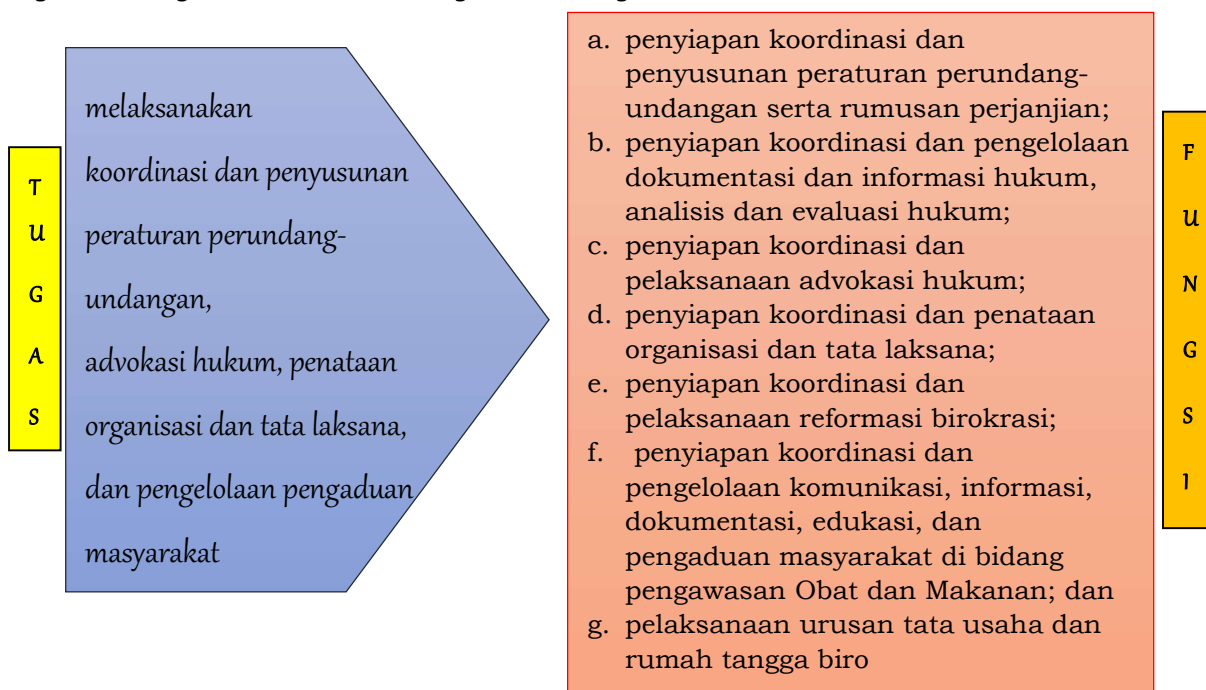 T
U
G
A
S
melaksanakan
koordinasi dan penyusunan
peraturan perundang-
undangan,
advokasi hukum, penataan
organisasi dan tata laksana,
dan pengelolaan pengaduan
masyarakat
a. penyiapan koordinasi dan
penyusunan peraturan perundang-
undangan serta rumusan perjanjian;
b. penyiapan koordinasi dan pengelolaan
dokumentasi dan informasi hukum,
analisis dan evaluasi hukum;
c. penyiapan koordinasi dan
pelaksanaan advokasi hukum;
d. penyiapan koordinasi dan penataan
organisasi dan tata laksana;
e. penyiapan koordinasi dan
pelaksanaan reformasi birokrasi;
f. penyiapan koordinasi dan
pengelolaan komunikasi, informasi,
dokumentasi, edukasi, dan
pengaduan masyarakat di bidang
pengawasan Obat dan Makanan; dan
g. pelaksanaan urusan tata usaha dan
rumah tangga biro
F
U
N
G
S
I